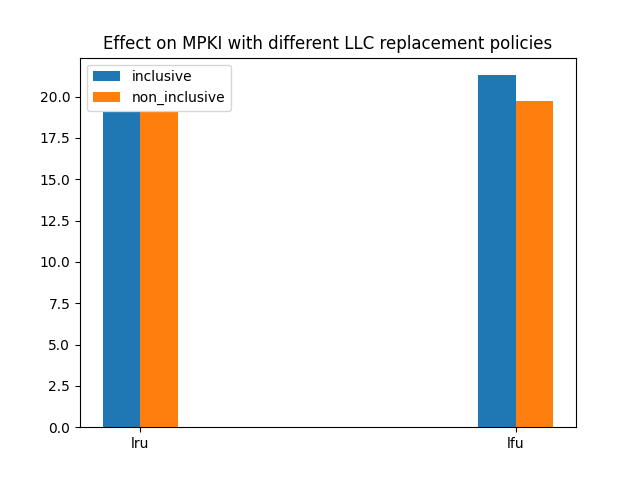 Effect on MPKI with different LLC replacement policies
inclusive
non_inclusive
20.0
17.5
15.0
12.5
10.0
7.5
5.0
2.5
0.0
lru
lfu